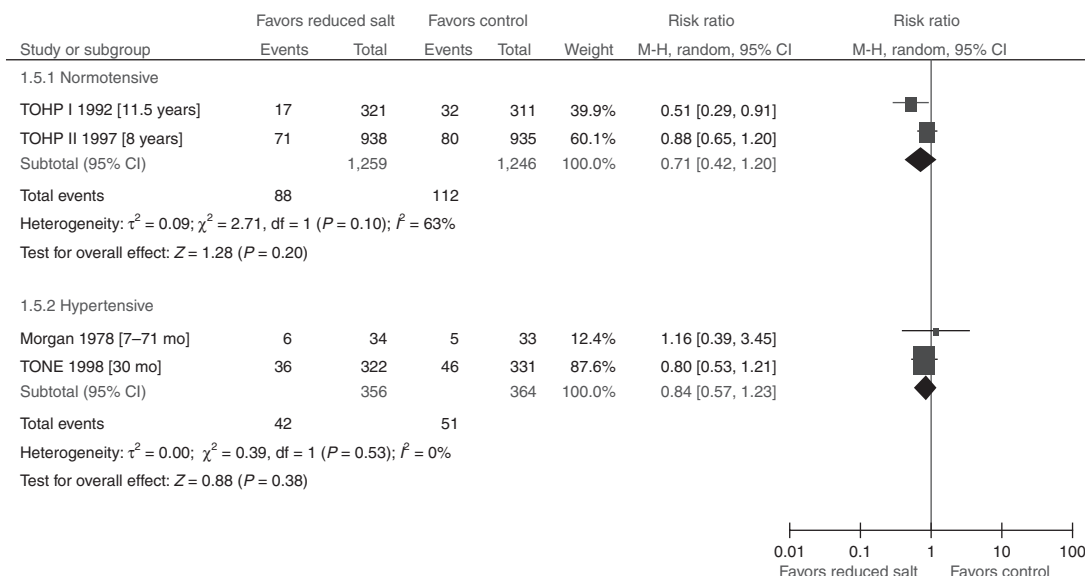 Favors reduced salt Favors control Risk ratio Risk ratio
Study or subgroup Events Total Events Total Weight M-H, random, 95% CI M-H, random, 95% CI
1.5.1 Normotensive
TOHP I 1992 [11.5 years] 17 321 32 311 39.9% 0.51 [0.29, 0.91]
TOHP II 1997 [8 years] 71 938 80 935 60.1% 0.88 [0.65, 1.20]
Subtotal (95% CI) 1,259 1,246 100.0% 0.71 [0.42, 1.20]
Total events 88 112
Heterogeneity: τ² = 0.09; χ² = 2.71, df = 1 (P = 0.10); I² = 63%
Test for overall effect: Z = 1.28 (P = 0.20)
1.5.2 Hypertensive
Morgan 1978 [7–71 mo] 6 34 5 33 12.4% 1.16 [0.39, 3.45]
TONE 1998 [30 mo] 36 322 46 331 87.6% 0.80 [0.53, 1.21]
Subtotal (95% CI) 356 364 100.0% 0.84 [0.57, 1.23]
Total events 42 51
Heterogeneity: τ² = 0.00; χ² = 0.39, df = 1 (P = 0.53); I² = 0%
Test for overall effect: Z = 0.88 (P = 0.38)
0.01 0.1 1 10 100
Favors reduced salt Favors control